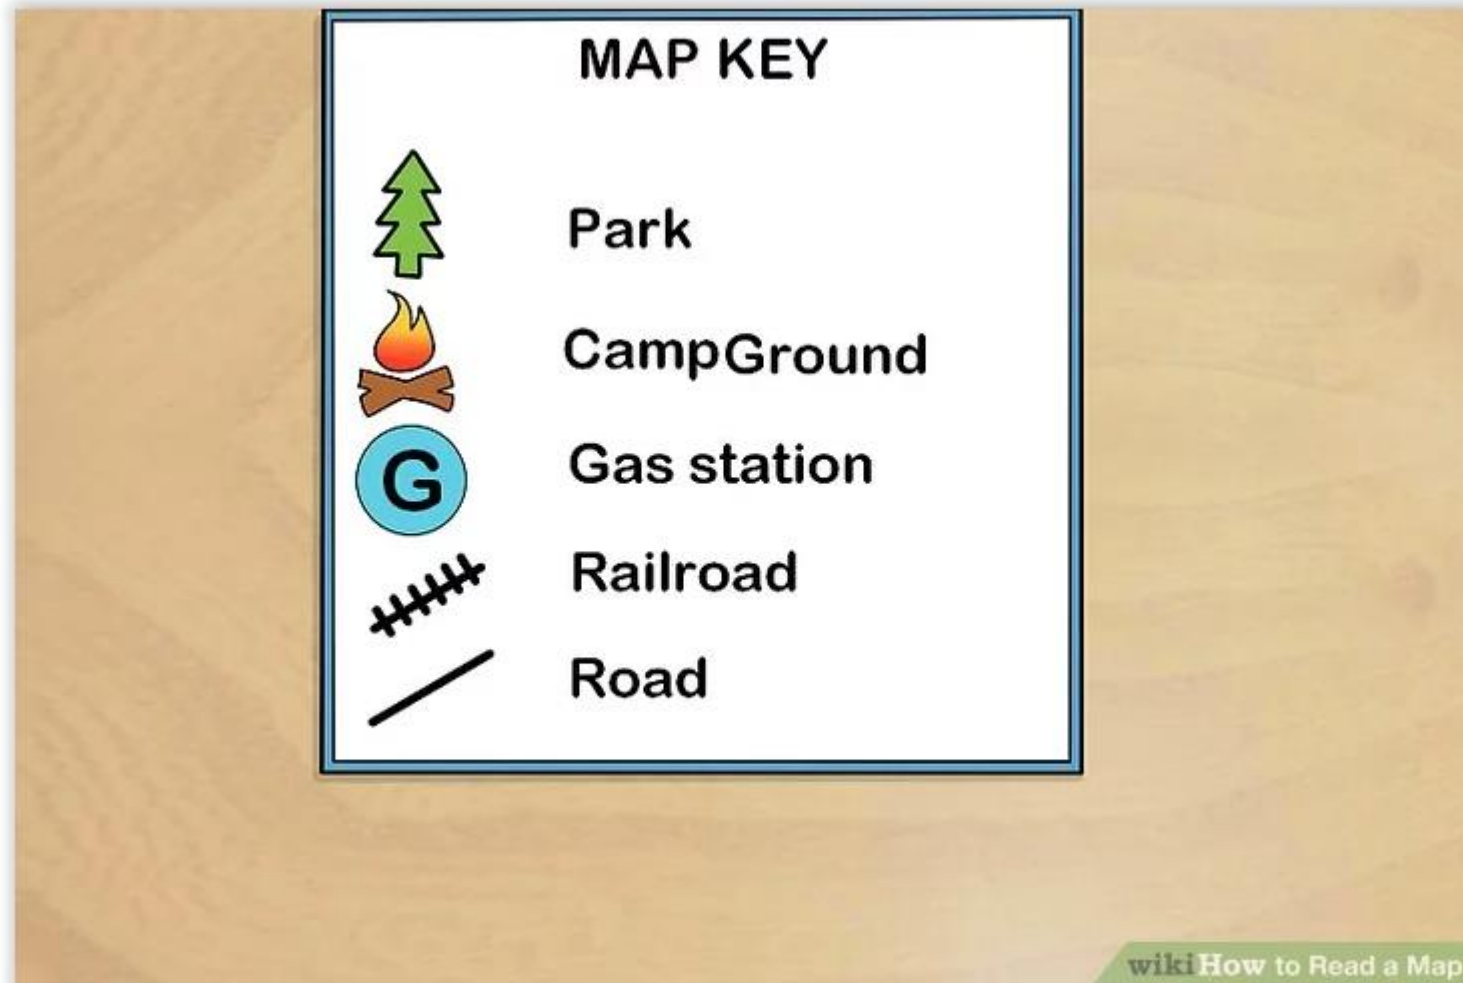 MAP KEY
Park
CampGround
G
Gas station
Railroad
Road
wikiHow to Read a Map